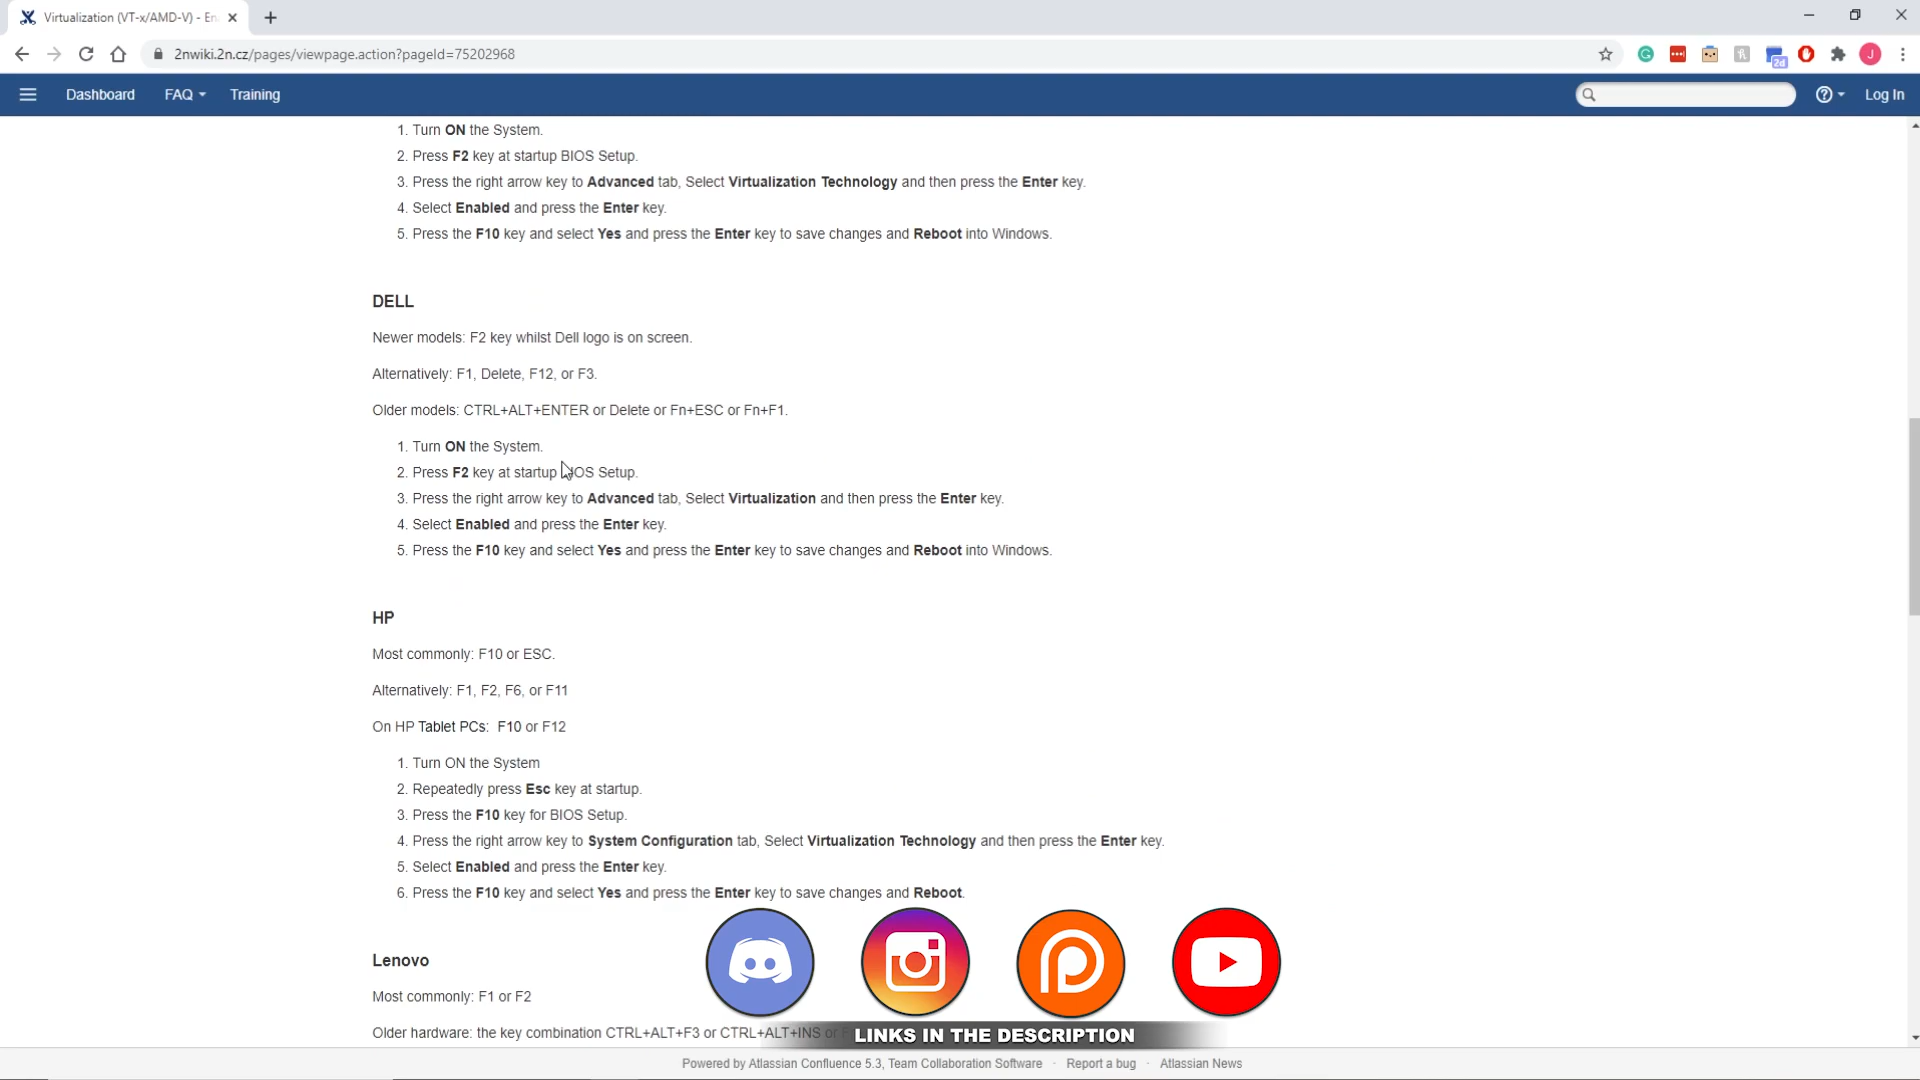 Virtualization (VT-x/AMD-V) - En
2nwiki.2n.cz/pages/viewpage.action?pageId=75202968
2d
J
Dashboard FAQ Training
Log In
1. Turn ON the System.
2. Press F2 key at startup BIOS Setup.
3. Press the right arrow key to Advanced tab, Select Virtualization Technology and then press the Enter key.
4. Select Enabled and press the Enter key.
5. Press the F10 key and select Yes and press the Enter key to save changes and Reboot into Windows.
DELL
Newer models: F2 key whilst Dell logo is on screen.
Alternatively: F1, Delete, F12, or F3.
Older models: CTRL+ALT+ENTER or Delete or Fn+ESC or Fn+F1.
1. Turn ON the System.
2. Press F2 key at startup BIOS Setup.
3. Press the right arrow key to Advanced tab, Select Virtualization and then press the Enter key.
4. Select Enabled and press the Enter key.
5. Press the F10 key and select Yes and press the Enter key to save changes and Reboot into Windows.
HP
Most commonly: F10 or ESC.
Alternatively: F1, F2, F6, or F11
On HP Tablet PCs: F10 or F12
1. Turn ON the System
2. Repeatedly press Esc key at startup.
3. Press the F10 key for BIOS Setup.
4. Press the right arrow key to System Configuration tab, Select Virtualization Technology and then press the Enter key.
5. Select Enabled and press the Enter key.
6. Press the F10 key and select Yes and press the Enter key to save changes and Reboot.
Lenovo
Most commonly: F1 or F2
Older hardware: the key combination CTRL+ALT+F3 or CTRL+ALT+INS or
LINKS IN THE DESCRIPTION
Powered by Atlassian Confluence 5.3, Team Collaboration Software · Report a bug · Atlassian News